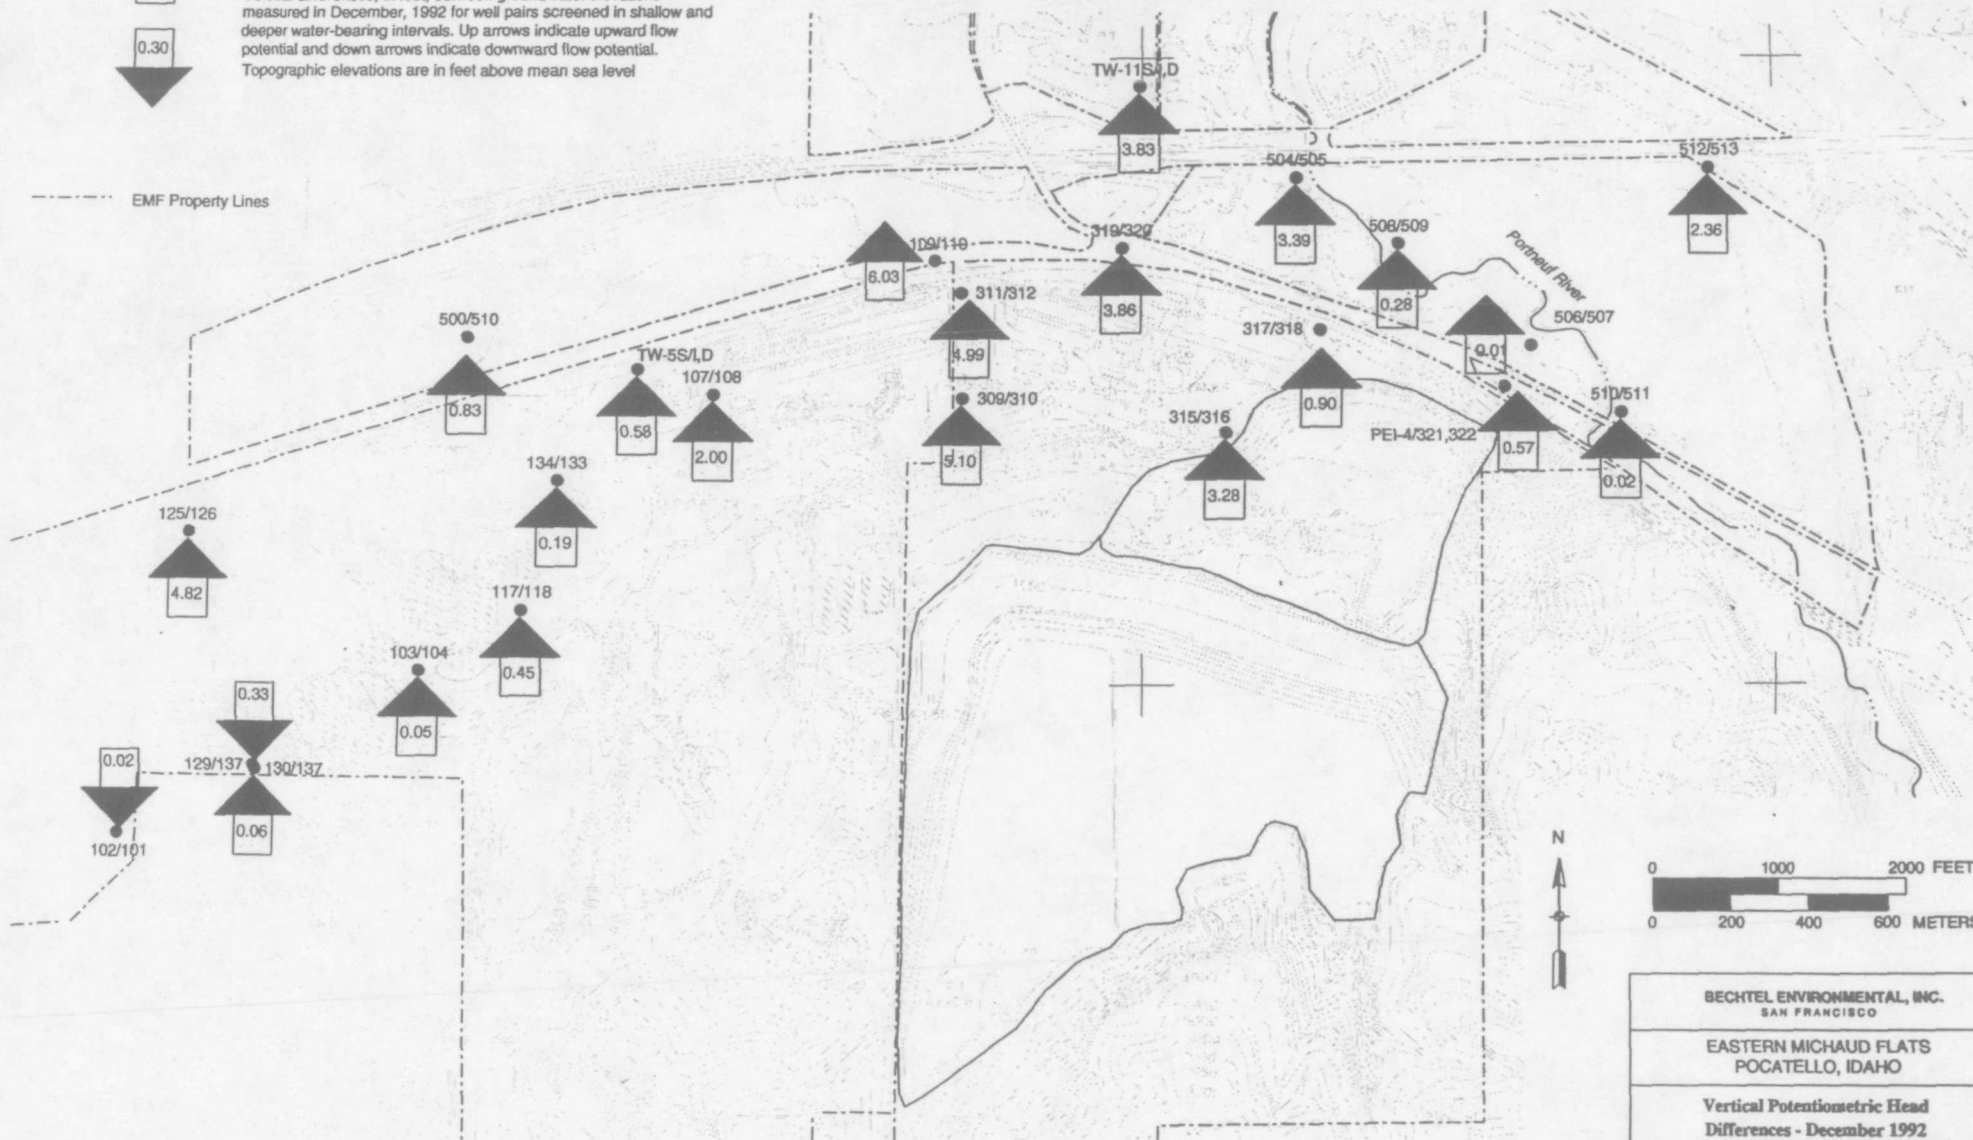 measured in December, 1992 for well pairs screened in shallow and
deeper water-bearing intervals. Up arrows indicate upward flow
potential and down arrows indicate downward flow potential.
Topographic elevations are in feet above mean sea level
0.30
EMF Property Lines
TW-11S/I,D
3.83
504/505
3.39
512/513
2.36
508/509
0.28
Portneuf River
109/110
6.03
319/320
3.86
311/312
4.99
317/318
0.90
506/507
0.01
500/510
0.83
TW-5S/I,D
0.58
107/108
2.00
309/310
5.10
315/316
3.28
PEI-4/321,322
0.57
510/511
0.02
134/133
0.19
125/126
4.82
117/118
0.45
103/104
0.05
0.33
129/137
130/137
0.06
0.02
102/101
N
0 1000 2000 FEET
0 200 400 600 METERS
BECHTEL ENVIRONMENTAL, INC.
SAN FRANCISCO
EASTERN MICHAUD FLATS
POCATELLO, IDAHO
Vertical Potentiometric Head
Differences - December 1992